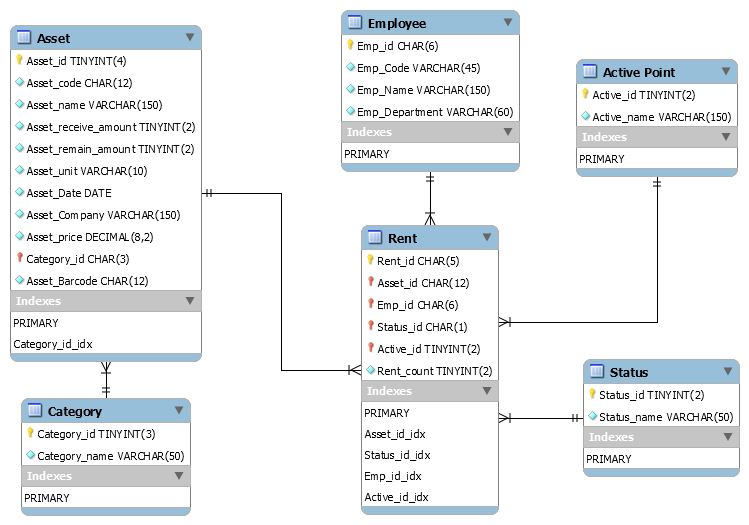 Asset
Asset_id TINYINT(4)
Asset_code CHAR(12)
Asset_name VARCHAR(150)
Asset_receive_amount TINYINT(2)
Asset_remain_amount TINYINT(2)
Asset_unit VARCHAR(10)
Asset_Date DATE
Asset_Company VARCHAR(150)
Asset_price DECIMAL(8,2)
Category_id CHAR(3)
Asset_Barcode CHAR(12)
Indexes
PRIMARY
Category_id_idx
Category
Category_id TINYINT(3)
Category_name VARCHAR(50)
Indexes
PRIMARY
Employee
Emp_id CHAR(6)
Emp_Code VARCHAR(45)
Emp_Name VARCHAR(150)
Emp_Department VARCHAR(60)
Indexes
PRIMARY
Rent
Rent_id CHAR(5)
Asset_id CHAR(12)
Emp_id CHAR(6)
Status_id CHAR(1)
Active_id TINYINT(2)
Rent_count TINYINT(2)
Indexes
PRIMARY
Asset_id_idx
Status_id_idx
Emp_id_idx
Active_id_idx
Active Point
Active_id TINYINT(2)
Active_name VARCHAR(150)
Indexes
PRIMARY
Status
Status_id TINYINT(2)
Status_name VARCHAR(50)
Indexes
PRIMARY